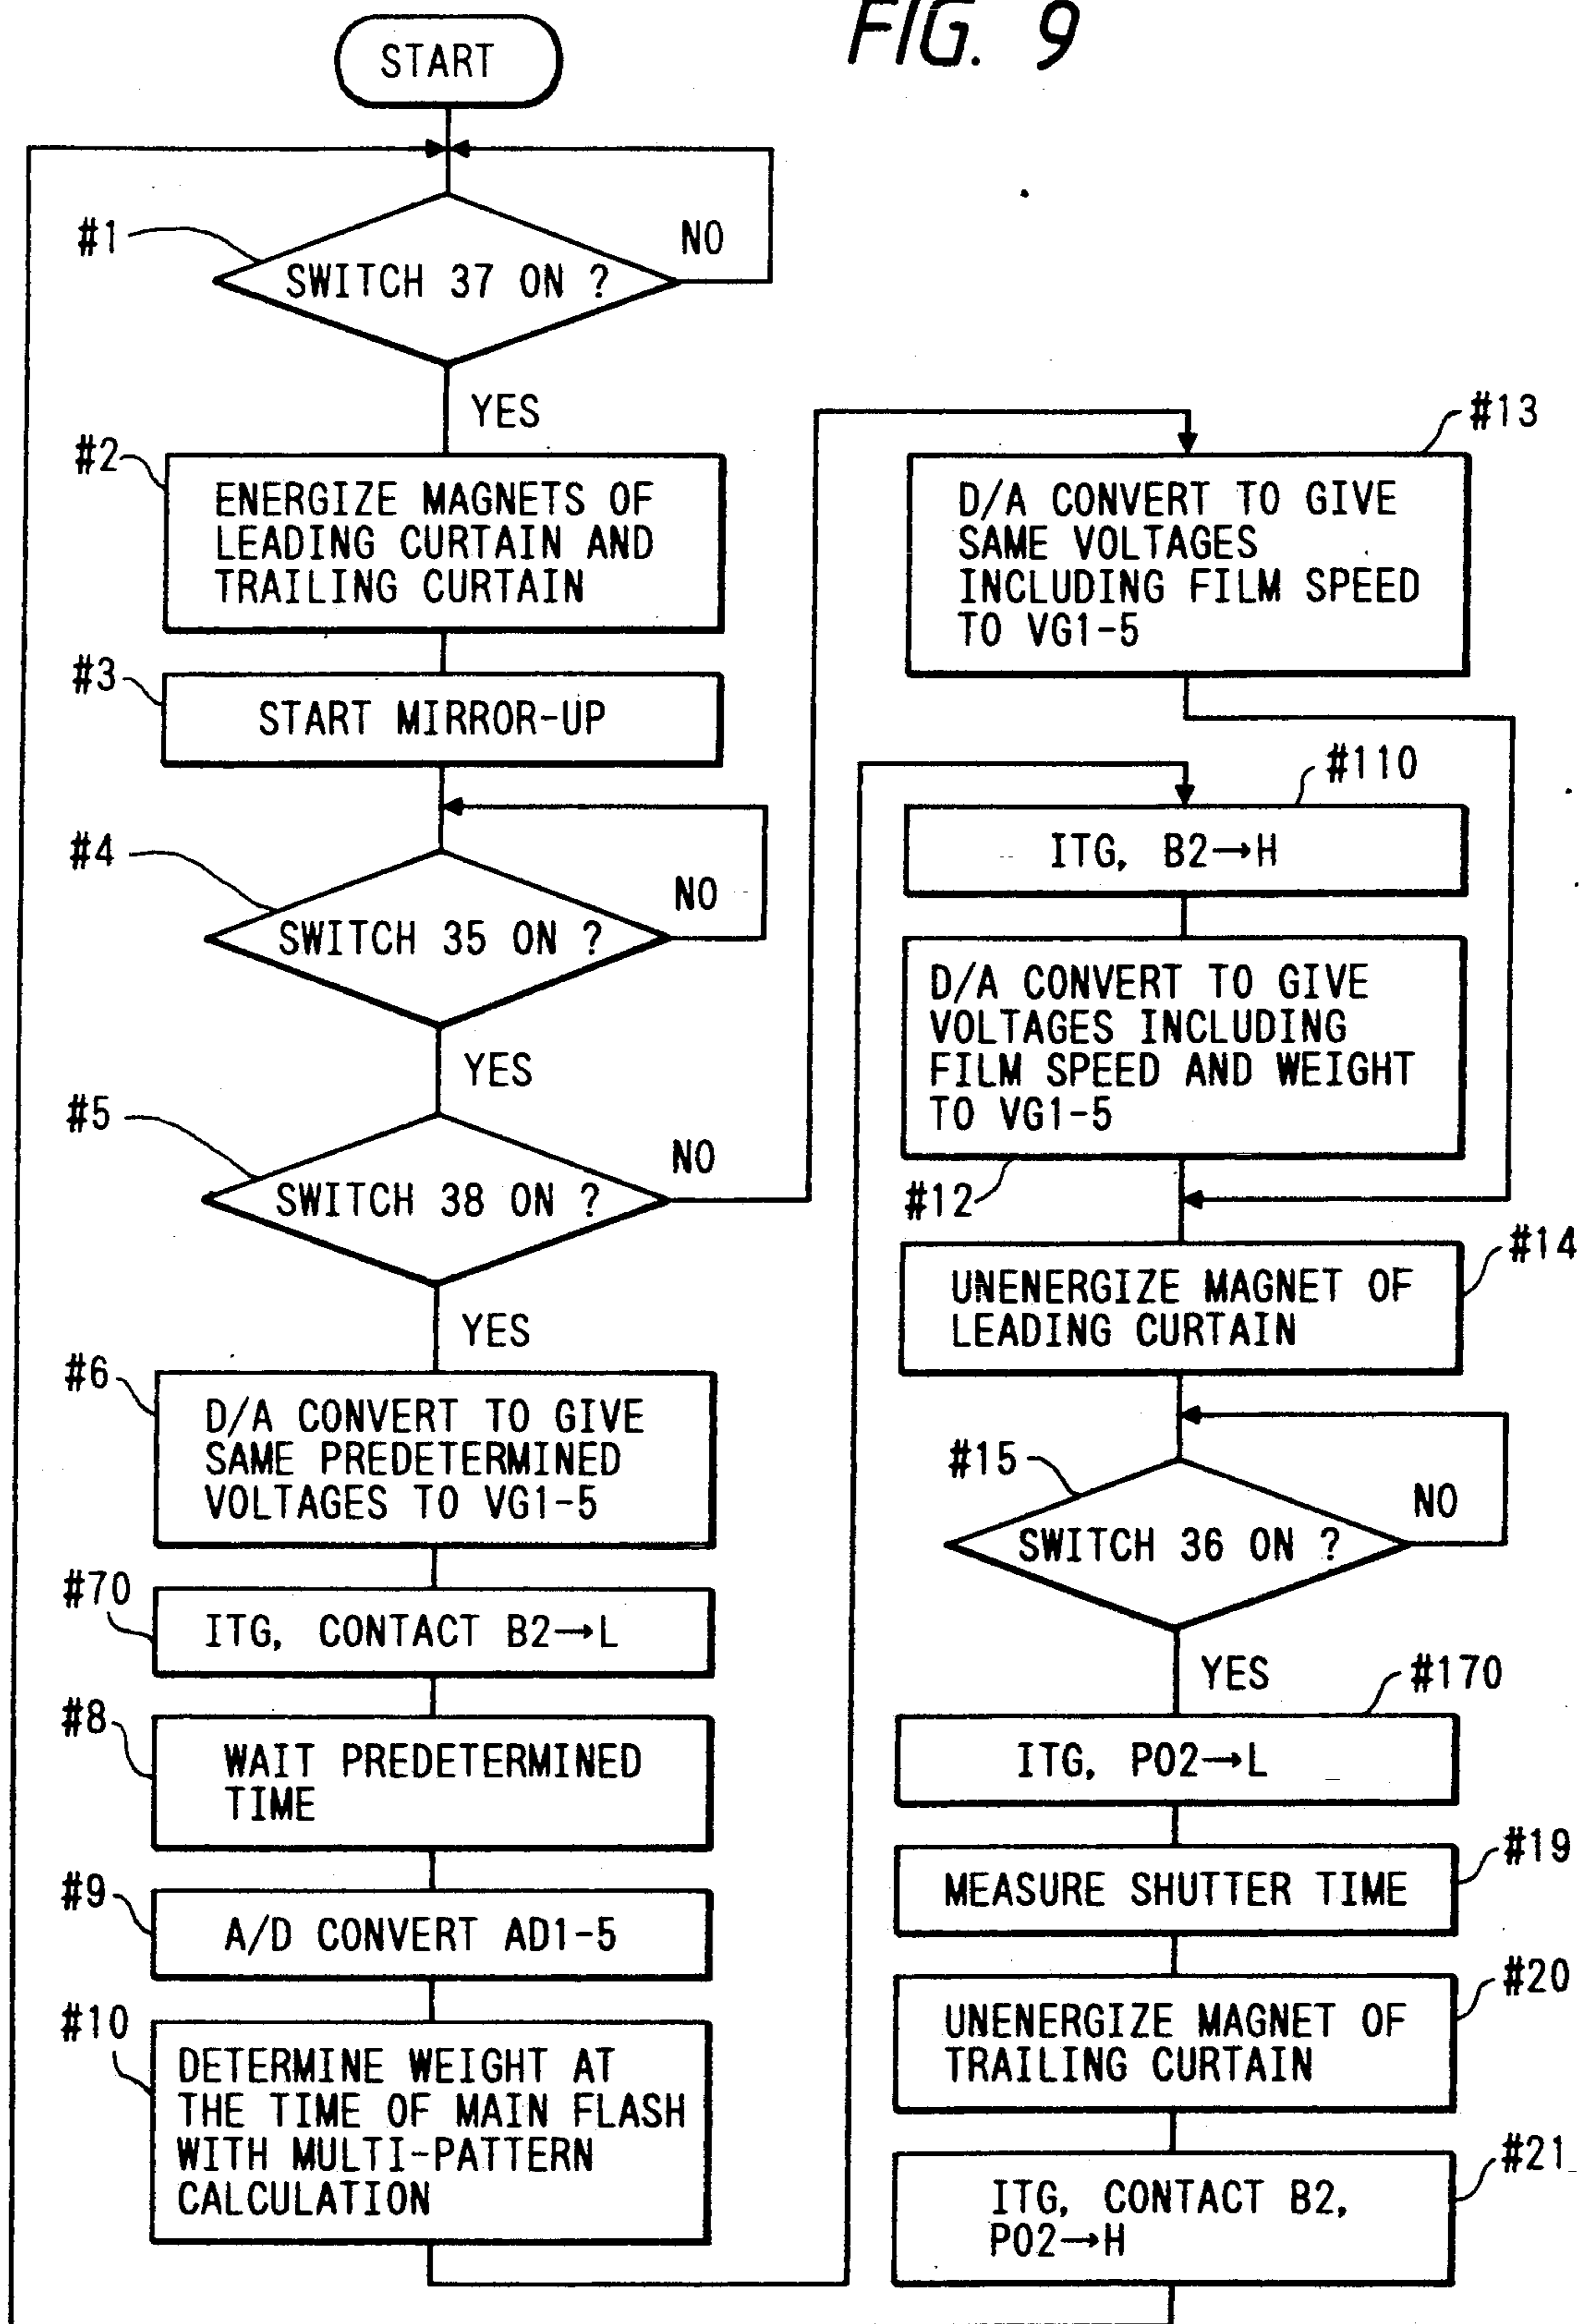 FIG. 9
START
#1
SWITCH 37 ON ?
NO
YES
#2
ENERGIZE MAGNETS OF
LEADING CURTAIN AND
TRAILING CURTAIN
#3
START MIRROR-UP
#4
SWITCH 35 ON ?
NO
YES
#5
SWITCH 38 ON ?
NO
YES
#6
D/A CONVERT TO GIVE
SAME PREDETERMINED
VOLTAGES TO VG1-5
#70
ITG, CONTACT B2→L
#8
WAIT PREDETERMINED
TIME
#9
A/D CONVERT AD1-5
#10
DETERMINE WEIGHT AT
THE TIME OF MAIN FLASH
WITH MULTI-PATTERN
CALCULATION
#13
D/A CONVERT TO GIVE
SAME VOLTAGES
INCLUDING FILM SPEED
TO VG1-5
#110
ITG, B2→H
D/A CONVERT TO GIVE
VOLTAGES INCLUDING
FILM SPEED AND WEIGHT
TO VG1-5
#12
#14
UNENERGIZE MAGNET OF
LEADING CURTAIN
#15
SWITCH 36 ON ?
NO
YES
#170
ITG, PO2→L
#19
MEASURE SHUTTER TIME
#20
UNENERGIZE MAGNET OF
TRAILING CURTAIN
#21
ITG, CONTACT B2,
PO2→H